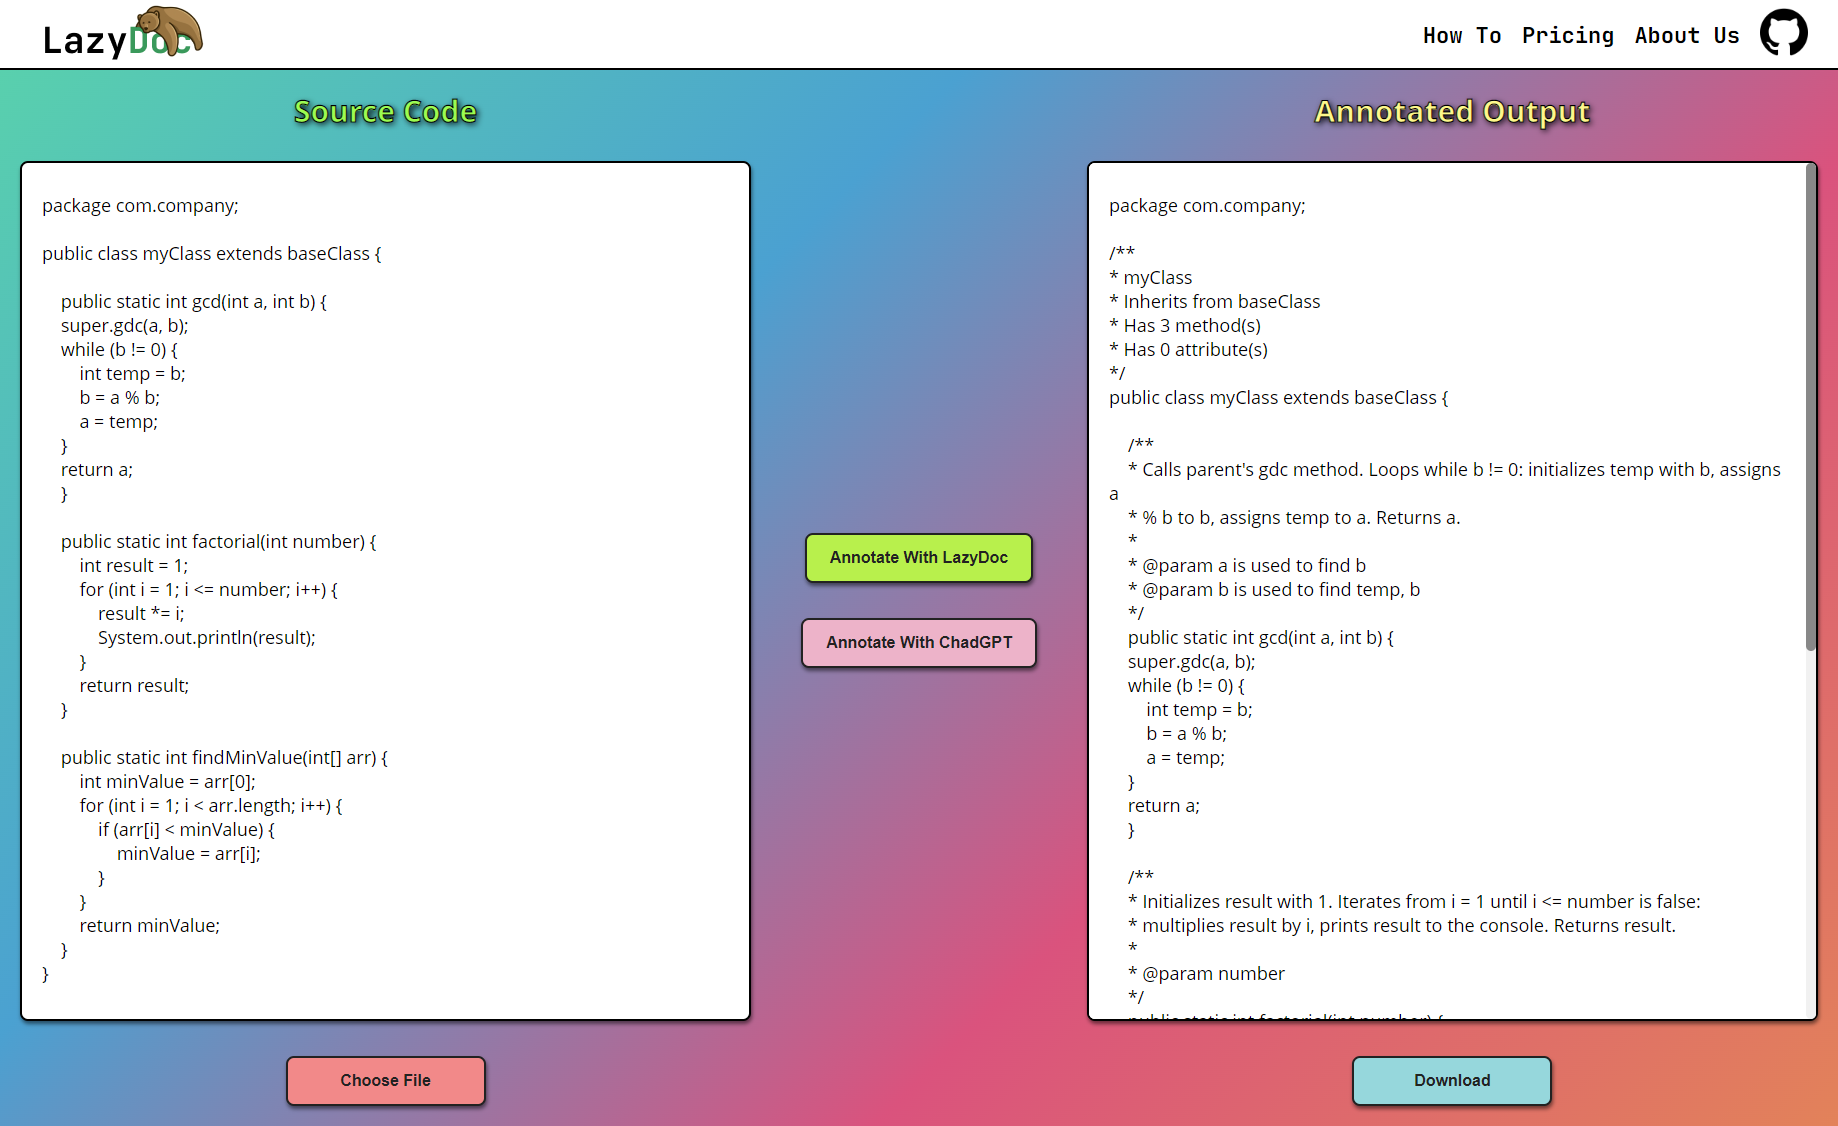 LazyDoc
How To Pricing About Us
Source Code
package com.company;
public class myClass extends baseClass {
public static int gcd(int a, int b) {
super.gdc(a, b);
while (b != 0) {
int temp = b;
b = a % b;
a = temp;
}
return a;
}
public static int factorial(int number) {
int result = 1;
for (int i = 1; i <= number; i++) {
result *= i;
System.out.println(result);
}
return result;
}
public static int findMinValue(int[] arr) {
int minValue = arr[0];
for (int i = 1; i < arr.length; i++) {
if (arr[i] < minValue) {
minValue = arr[i];
}
}
return minValue;
}
}
Choose File
Annotate With LazyDoc
Annotate With ChadGPT
Annotated Output
package com.company;
/**
* myClass
* Inherits from baseClass
* Has 3 method(s)
* Has 0 attribute(s)
*/
public class myClass extends baseClass {
/**
* Calls parent's gdc method. Loops while b != 0: initializes temp with b, assigns
a
* % b to b, assigns temp to a. Returns a.
*
* @param a is used to find b
* @param b is used to find temp, b
*/
public static int gcd(int a, int b) {
super.gdc(a, b);
while (b != 0) {
int temp = b;
b = a % b;
a = temp;
}
return a;
}
/**
* Initializes result with 1. Iterates from i = 1 until i <= number is false:
* multiplies result by i, prints result to the console. Returns result.
*
* @param number
*/
public static int factorial(int number) {
Download